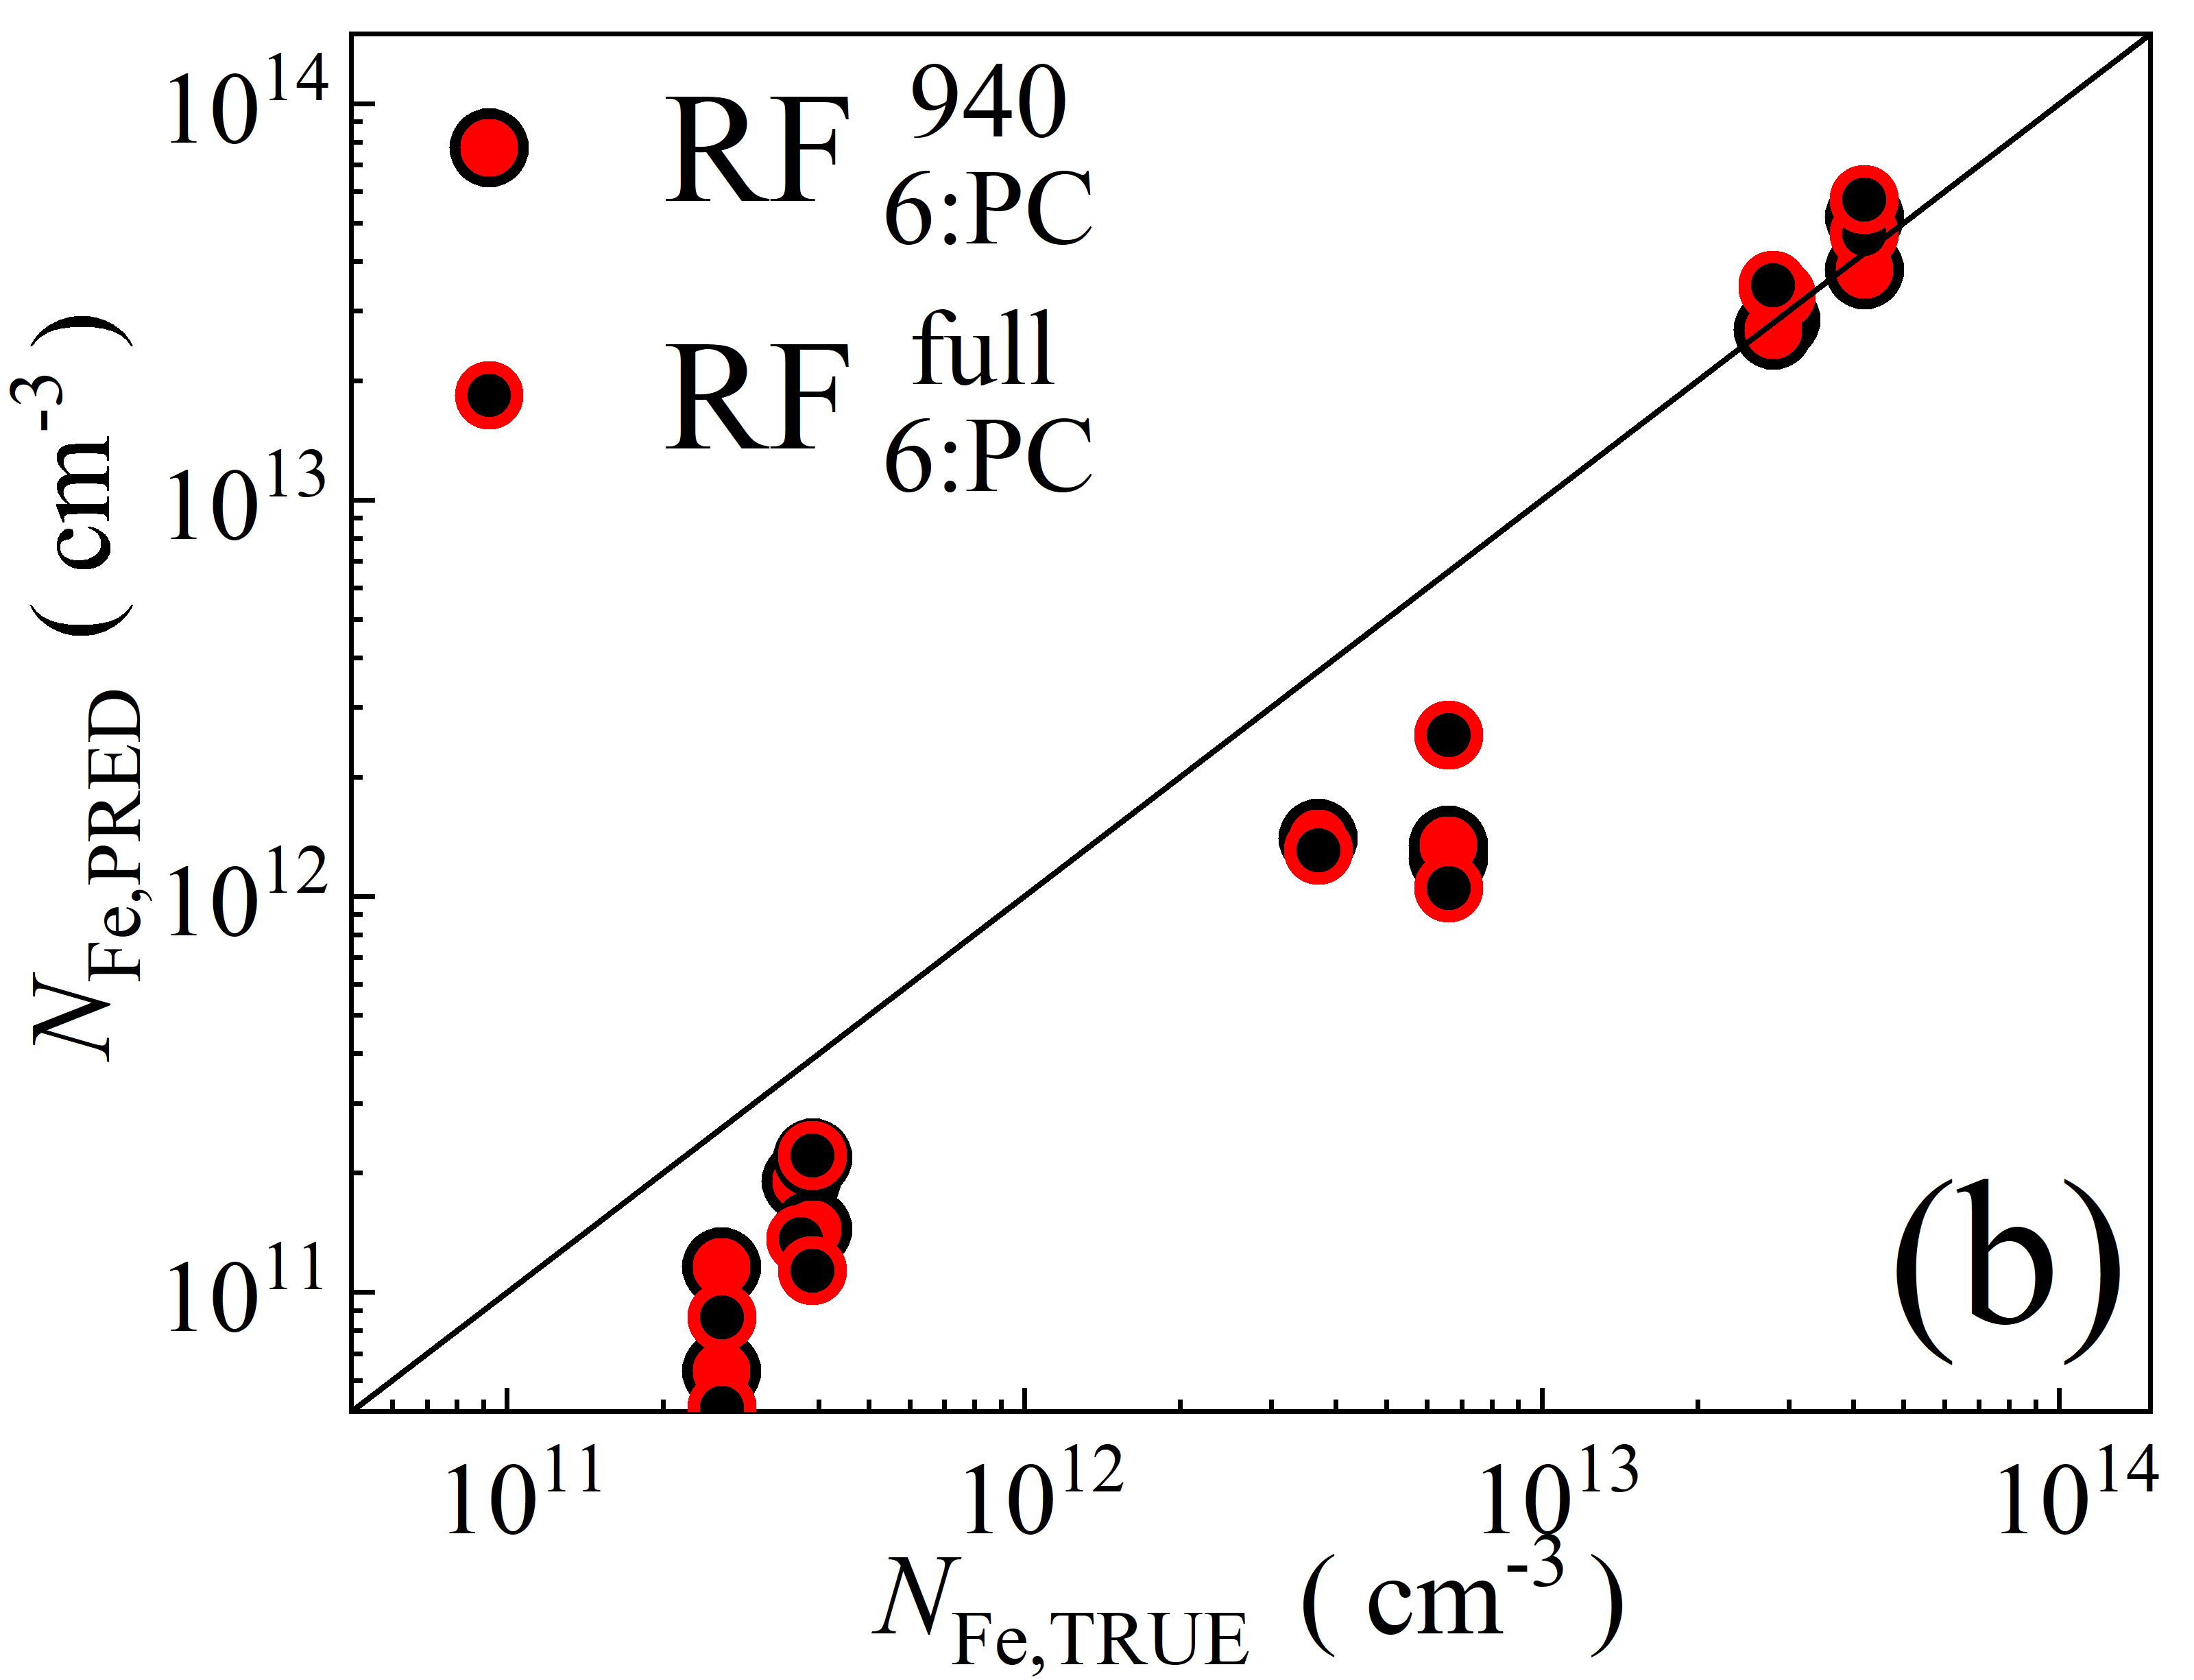 10^14
RF 940 6:PC
RF full 6:PC
10^13
10^12
10^11
N_Fe,PRED ( cm^-3 )
(b)
10^11 10^12 10^13 10^14
N_Fe,TRUE ( cm^-3 )